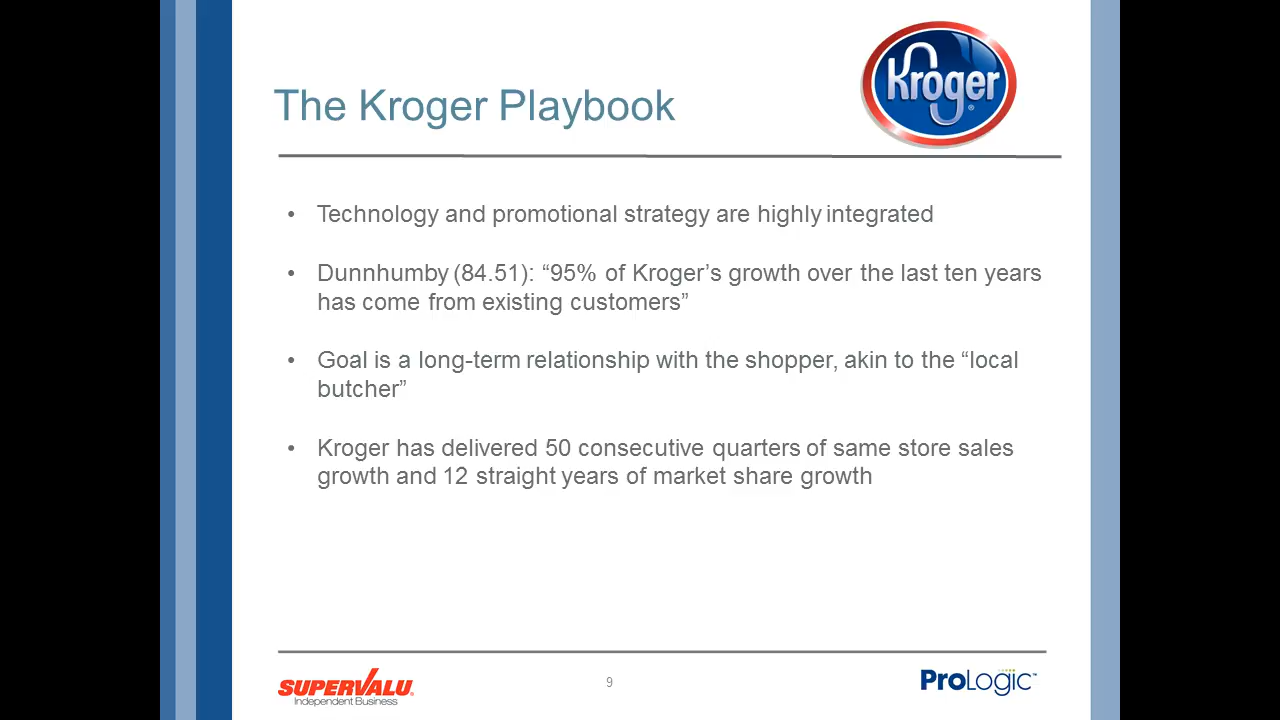 Kroger
The Kroger Playbook
• Technology and promotional strategy are highly integrated
• Dunnhumby (84.51): “95% of Kroger’s growth over the last ten years
has come from existing customers”
• Goal is a long-term relationship with the shopper, akin to the “local
butcher”
• Kroger has delivered 50 consecutive quarters of same store sales
growth and 12 straight years of market share growth
SUPERVALU®
Independent Business
9
ProLogic™